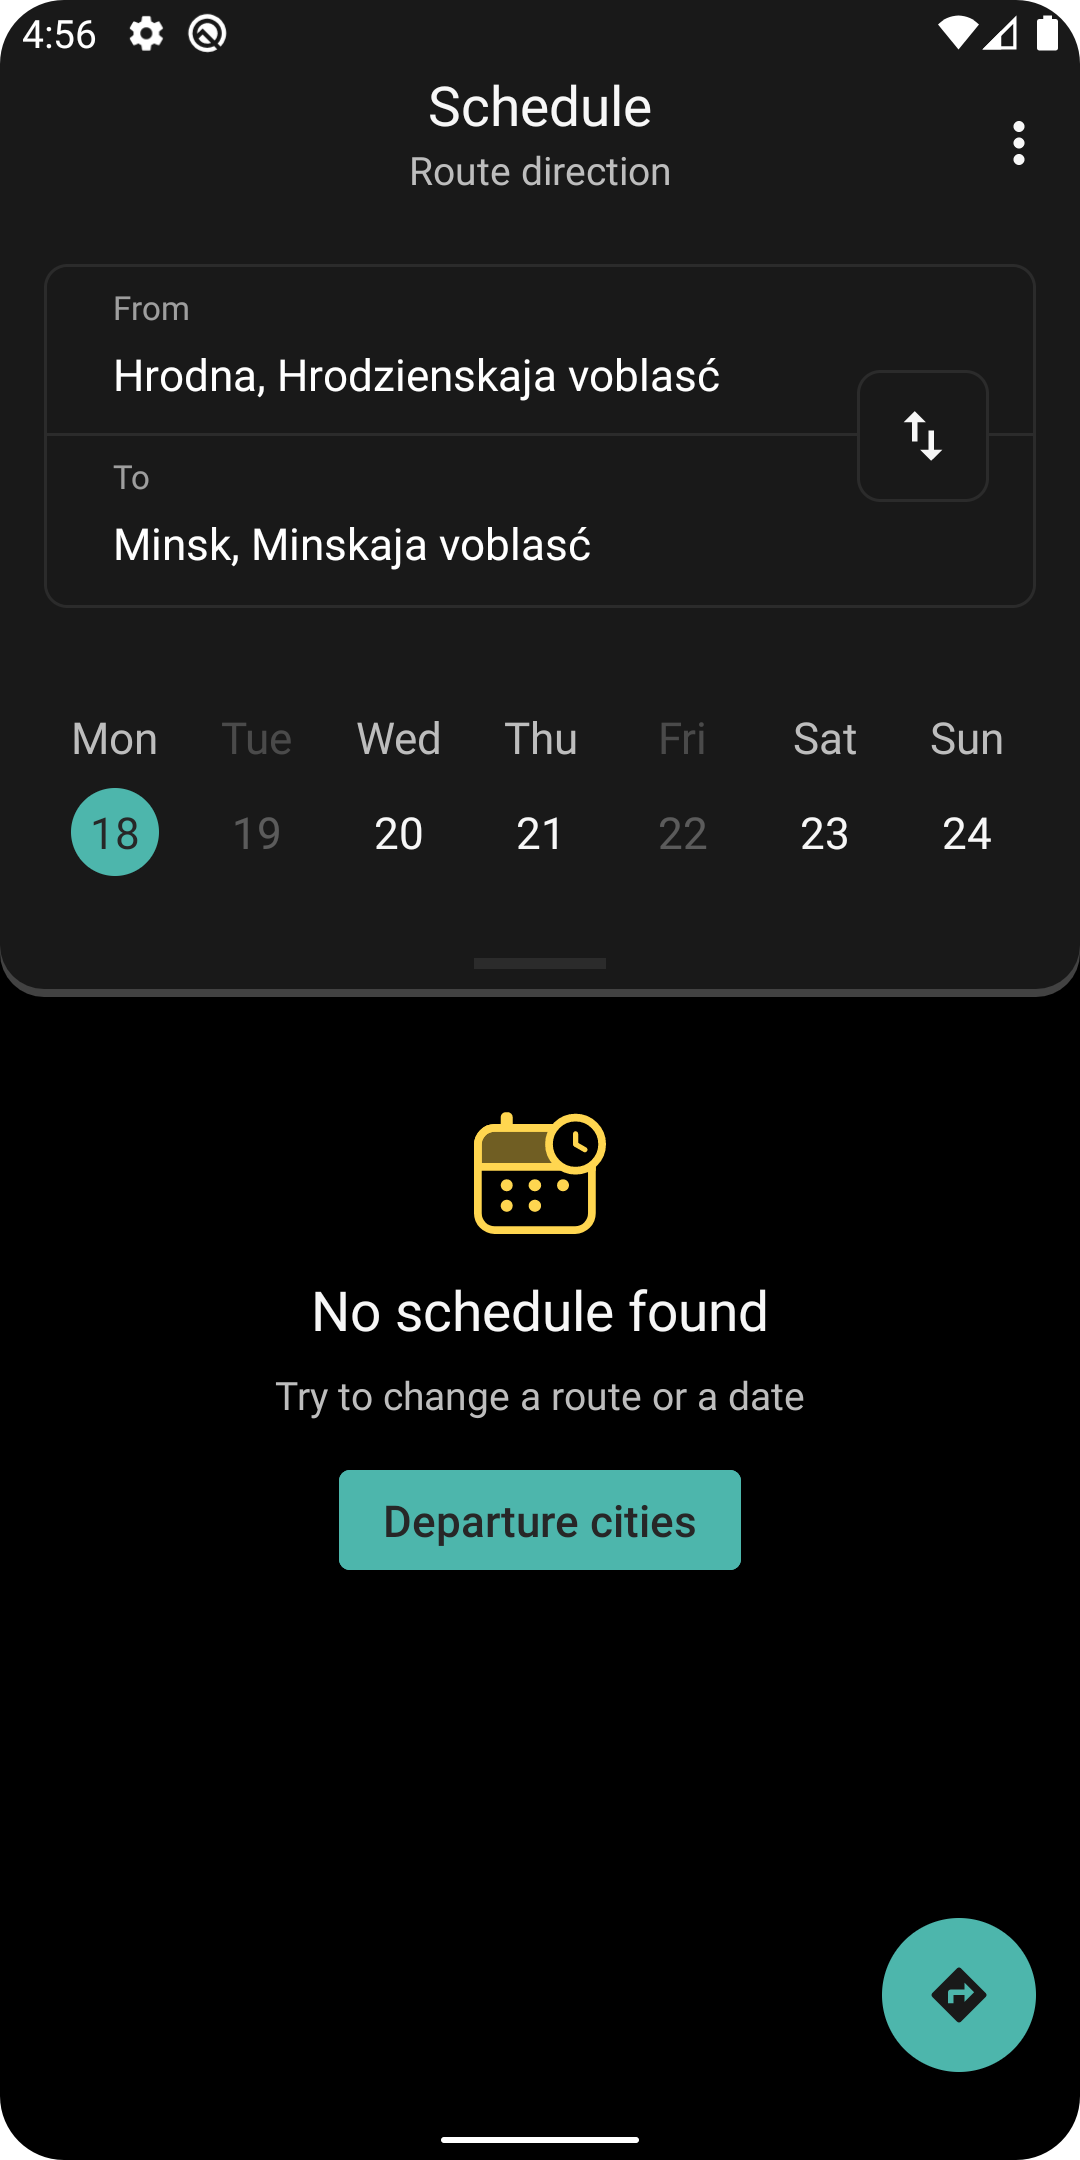 4:56
Schedule
Route direction
From
Hrodna, Hrodzienskaja voblasć
To
Minsk, Minskaja voblasć
Mon Tue Wed Thu Fri Sat Sun
18 19 20 21 22 23 24
No schedule found
Try to change a route or a date
Departure cities